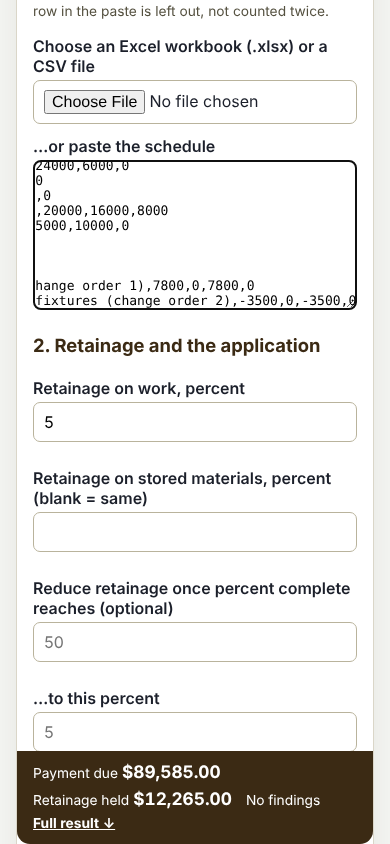 row in the paste is left out, not counted twice.
Choose an Excel workbook (.xlsx) or a
CSV file
Choose File No file chosen
…or paste the schedule
24000,6000,0
0
,0
,20000,16000,8000
5000,10000,0
hange order 1),7800,0,7800,0
fixtures (change order 2),-3500,0,-3500,0
2. Retainage and the application
Retainage on work, percent
5
Retainage on stored materials, percent
(blank = same)
Reduce retainage once percent complete
reaches (optional)
50
…to this percent
5
Payment due $89,585.00
Retainage held $12,265.00 No findings
Full result ↓